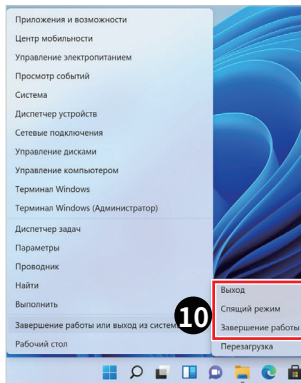 Приложения и возможности
Центр мобильности
Управление электропитанием
Просмотр событий
Система
Диспетчер устройств
Сетевые подключения
Управление дисками
Управление компьютером
Терминал Windows
Терминал Windows (Администратор)
Диспетчер задач
Параметры
Проводник
Найти
Выполнить
Завершение работы или выход из систем
Рабочий стол
10
Выход
Спящий режим
Завершение работы
Перезагрузка